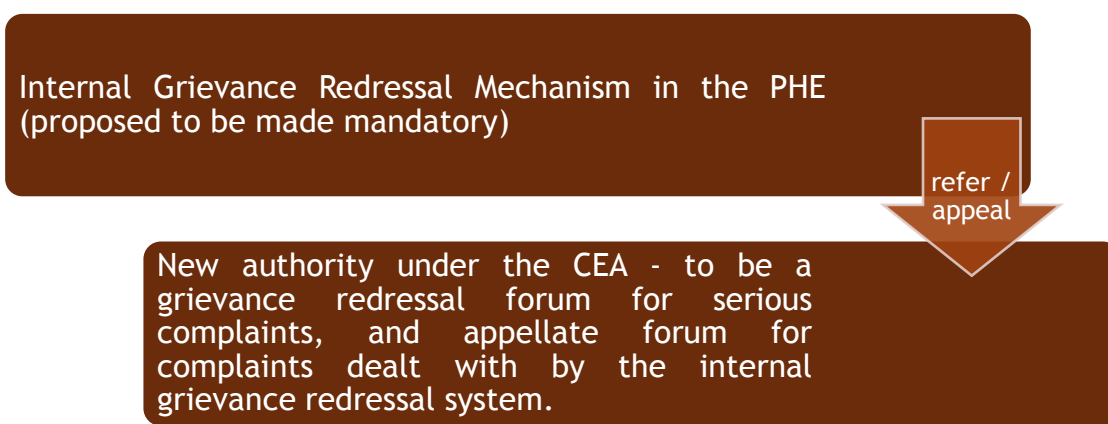 Internal Grievance Redressal Mechanism in the PHE
(proposed to be made mandatory)
refer /
appeal
New authority under the CEA - to be a
grievance redressal forum for serious
complaints, and appellate forum for
complaints dealt with by the internal
grievance redressal system.